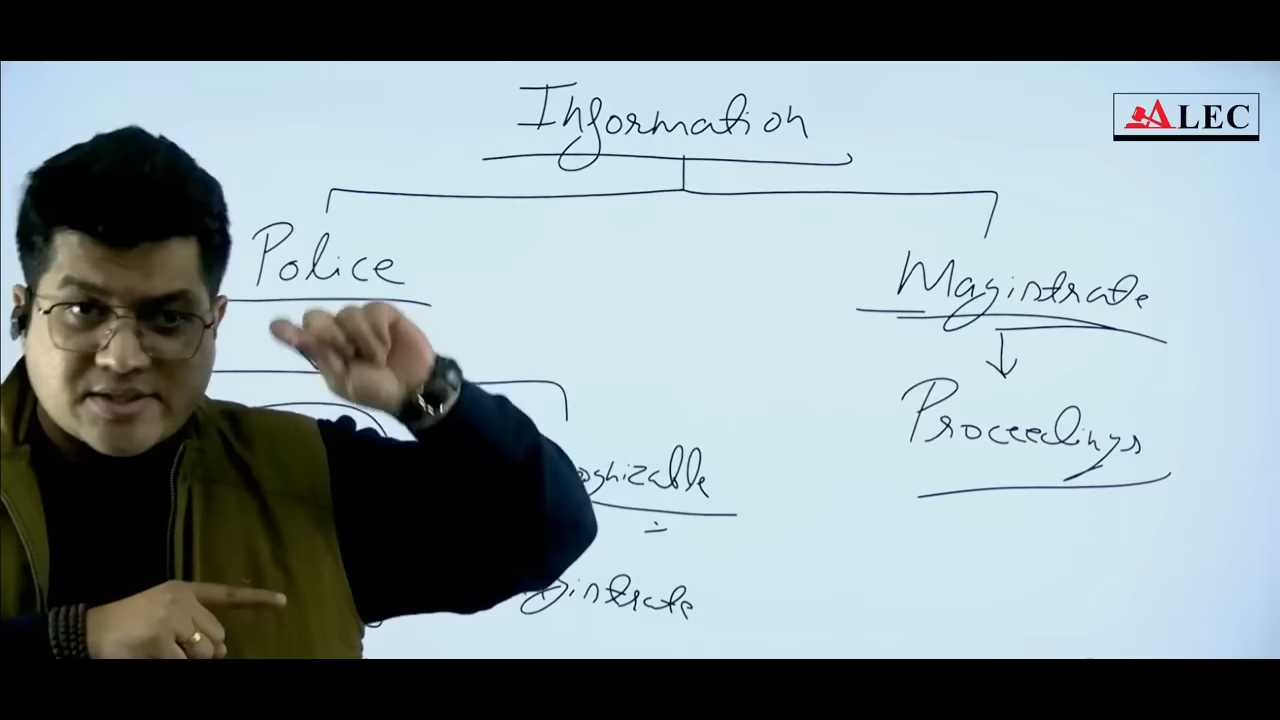 Information
ALEC
Police
Magistrate
Proceedings